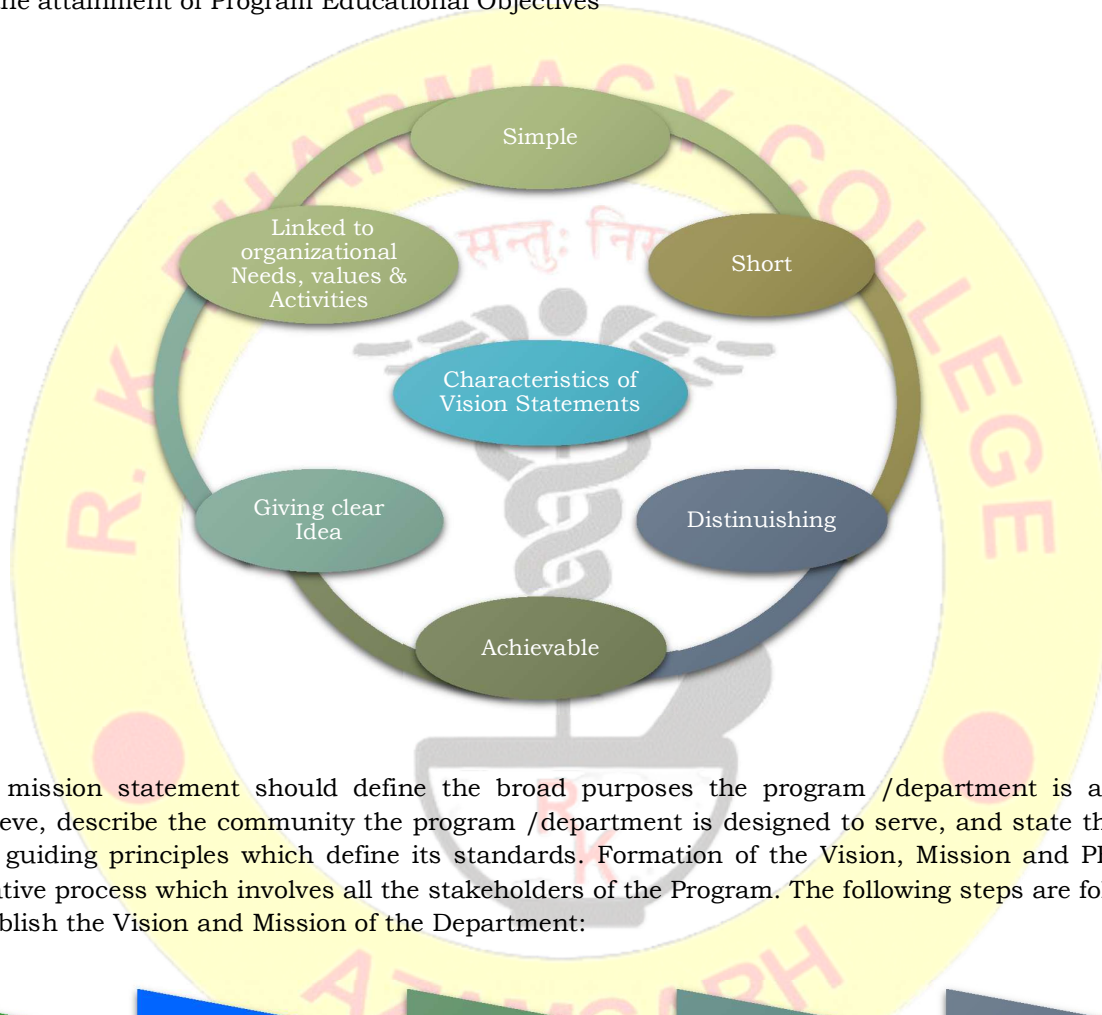 he attainment of Program Educational Objectives
Simple
Linked to
organizational
Needs, values &
Activities
Short
Characteristics of
Vision Statements
Giving clear
Idea
Distinuishing
Achievable
mission statement should define the broad purposes the program /department is a
eve, describe the community the program /department is designed to serve, and state th
guiding principles which define its standards. Formation of the Vision, Mission and
ative process which involves all the stakeholders of the Program. The following steps are fol
blish the Vision and Mission of the Department:
R. K. PHARMACY COLLEGE
सन्तुः
R
K